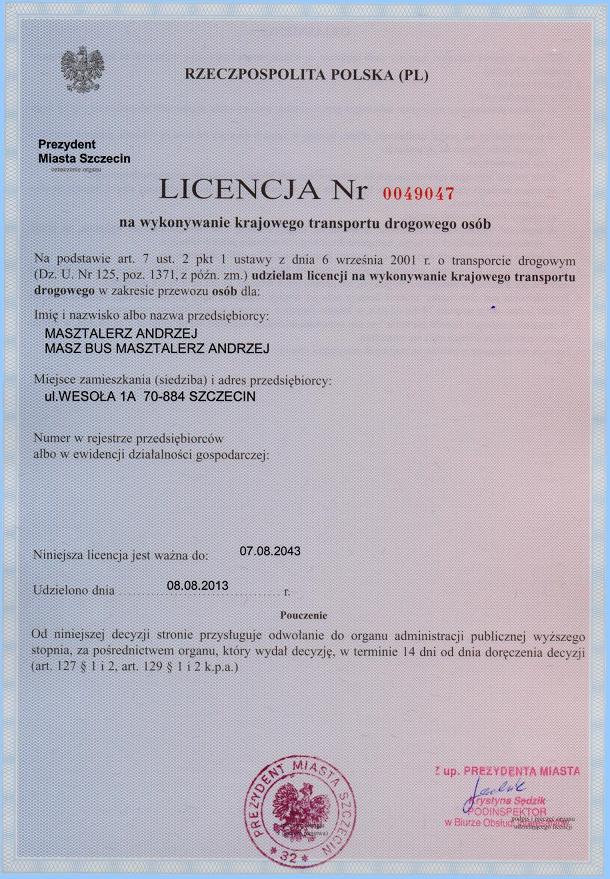 RZECZPOSPOLITA POLSKA (PL)
Prezydent
Miasta Szczecin
oznaczenie organu
LICENCJA Nr 0049047
na wykonywanie krajowego transportu drogowego osób
Na podstawie art. 7 ust. 2 pkt 1 ustawy z dnia 6 września 2001 r. o transporcie drogowym
(Dz. U. Nr 125, poz. 1371, z późn. zm.) udzielam licencji na wykonywanie krajowego transportu
drogowego w zakresie przewozu osób dla:
Imię i nazwisko albo nazwa przedsiębiorcy:
MASZTALERZ ANDRZEJ
MASZ BUS MASZTALERZ ANDRZEJ
Miejsce zamieszkania (siedziba) i adres przedsiębiorcy:
ul.WESOŁA 1A 70-884 SZCZECIN
Numer w rejestrze przedsiębiorców
albo w ewidencji działalności gospodarczej:
Niniejsza licencja jest ważna do: 07.08.2043
Udzielono dnia 08.08.2013 r.
Pouczenie
Od niniejszej decyzji stronie przysługuje odwołanie do organu administracji publicznej wyższego
stopnia, za pośrednictwem organu, który wydał decyzję, w terminie 14 dni od dnia doręczenia decyzji
(art. 127 § 1 i 2, art. 129 § 1 i 2 k.p.a.)
PREZYDENT MIASTA SZCZECIN
* 32 *
Z up. PREZYDENTA MIASTA
Krystyna Sędzik
PODINSPEKTOR
w Biurze Obsługi
podpis i pieczęć organu
udzielającego licencji